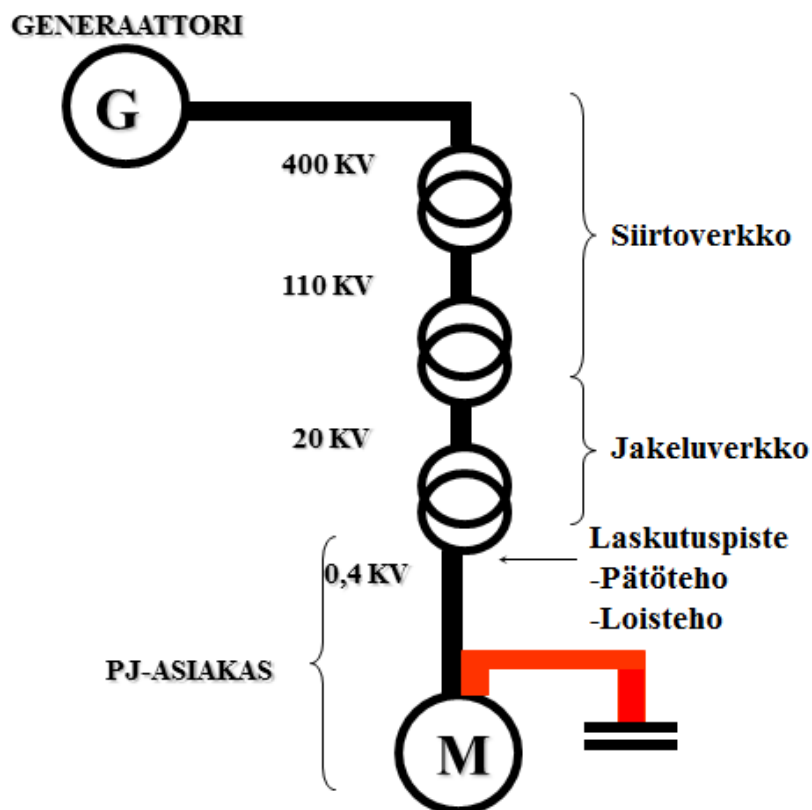 GENERAATTORI
G
400 KV
Siirtoverkko
110 KV
20 KV
Jakeluverkko
Laskutuspiste
-Pätöteho
-Loisteho
0,4 KV
PJ-ASIAKAS
M